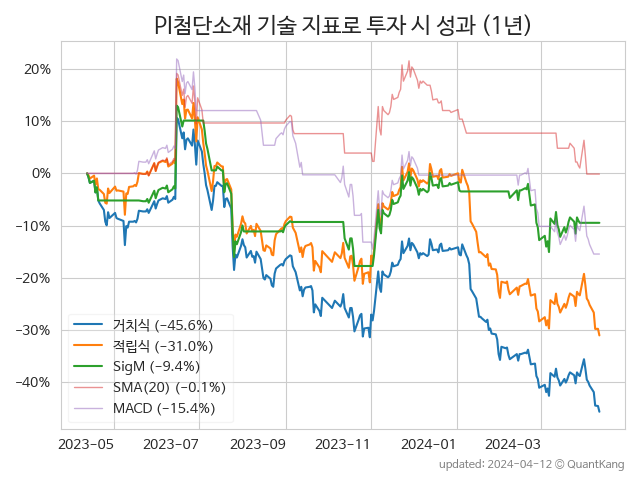 PI첨단소재 기술 지표로 투자 시 성과 (1년)
20%
10%
0%
−10%
−20%
−30%
−40%
거치식 (−45.6%)
적립식 (−31.0%)
SigM (−9.4%)
SMA(20) (−0.1%)
MACD (−15.4%)
2023−05 2023−07 2023−09 2023−11 2024−01 2024−03
updated: 2024−04−12 © QuantKang